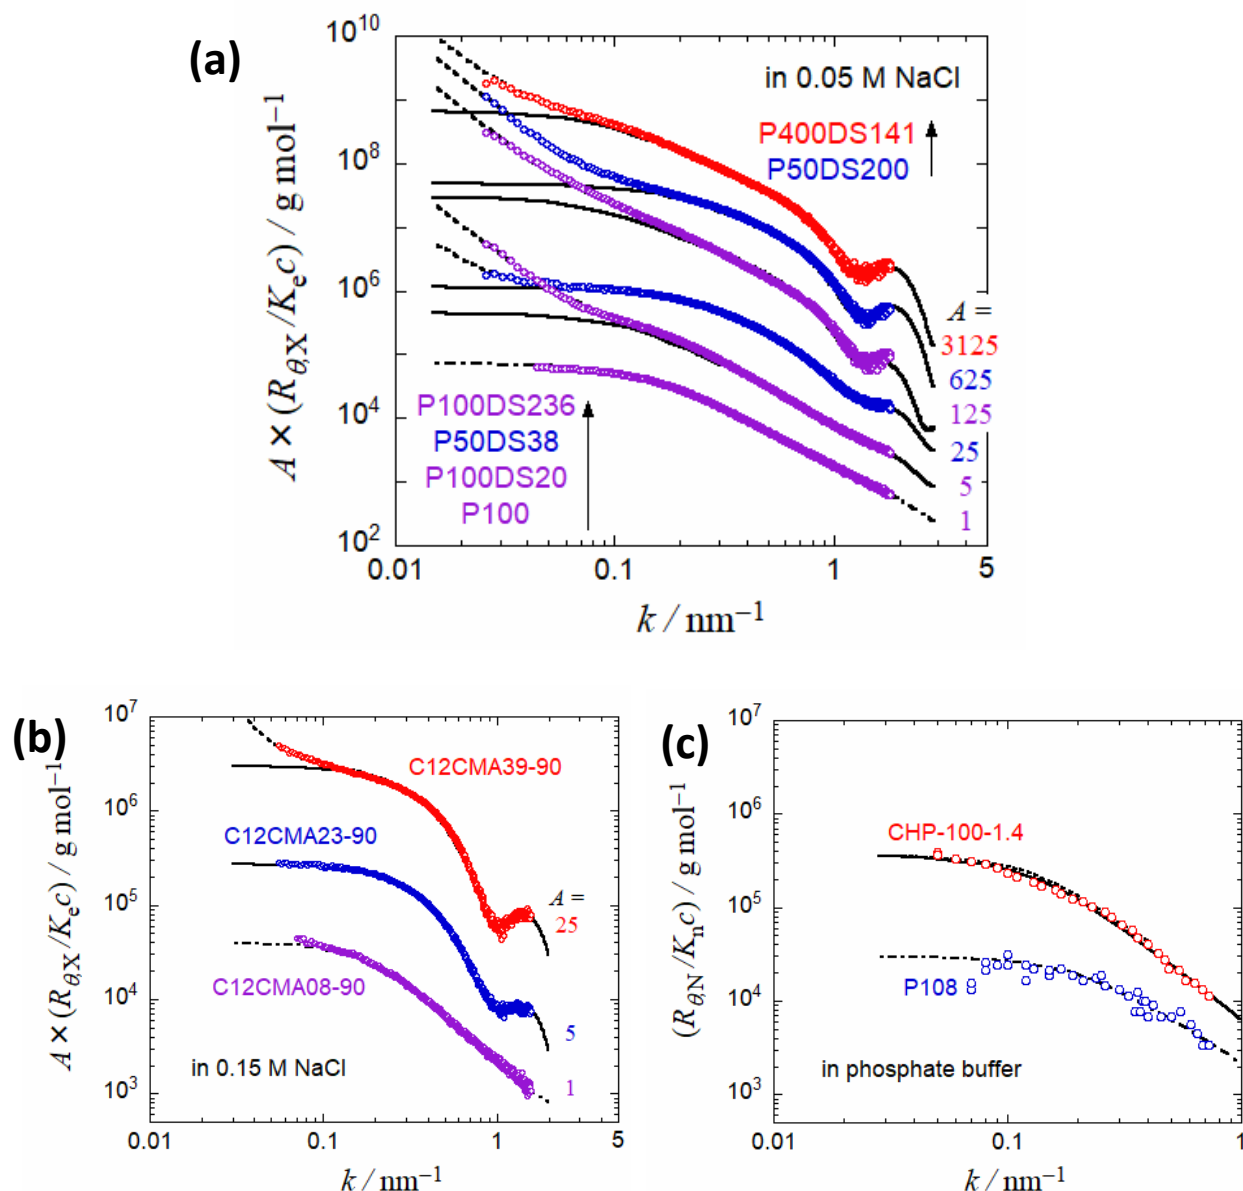 (a)
10^10
10^8
10^6
10^4
10^2
A × (R_θ,X/K_e c) / g mol^−1
in 0.05 M NaCl
P400DS141
P50DS200
A =
3125
625
125
25
5
1
P100DS236
P50DS38
P100DS20
P100
0.01
0.1
1
5
k / nm^−1
(b)
10^7
10^6
10^5
10^4
10^3
A × (R_θ,X/K_e c) / g mol^−1
C12CMA39-90
C12CMA23-90
A =
25
C12CMA08-90
5
in 0.15 M NaCl
1
0.01
0.1
1
5
k / nm^−1
(c)
10^7
10^6
10^5
10^4
10^3
(R_θ,N/K_n c) / g mol^−1
CHP-100-1.4
P108
in phosphate buffer
0.01
0.1
1
k / nm^−1